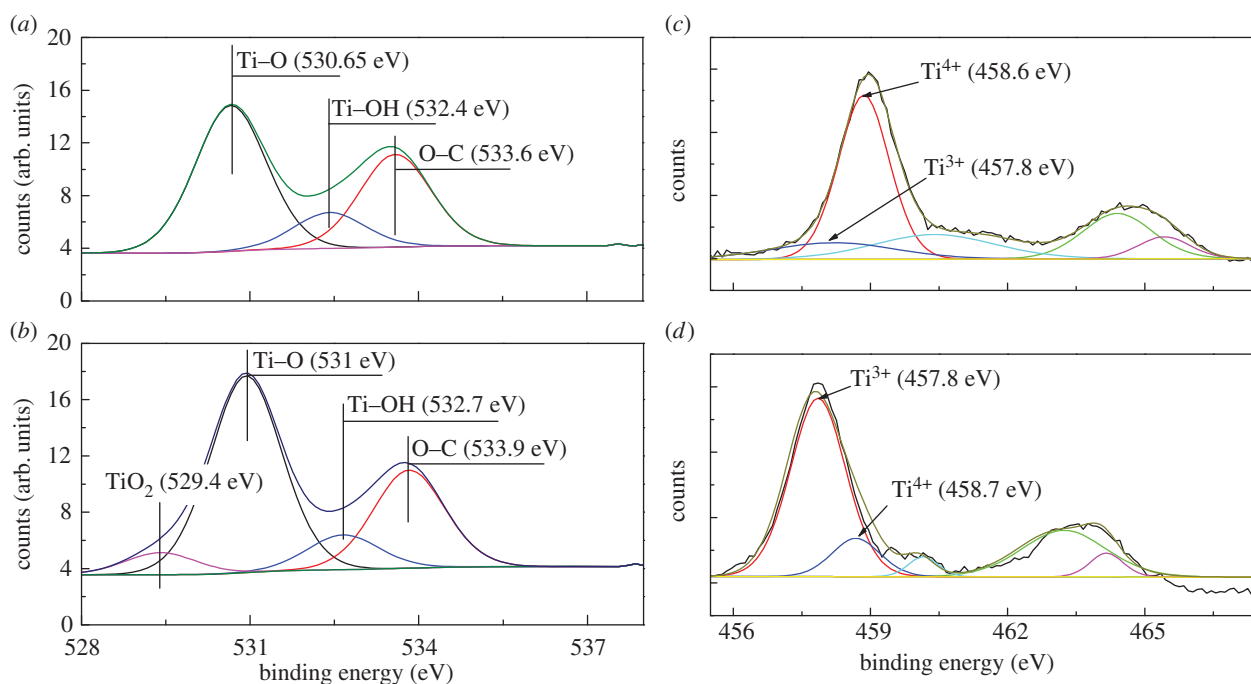 (a)
20
16
12
8
4
0
counts (arb. units)
Ti–O (530.65 eV)
Ti–OH (532.4 eV)
O–C (533.6 eV)
(b)
20
16
12
8
4
0
counts (arb. units)
Ti–O (531 eV)
Ti–OH (532.7 eV)
O–C (533.9 eV)
TiO2 (529.4 eV)
528 531 534 537
binding energy (eV)
(c)
counts
Ti4+ (458.6 eV)
Ti3+ (457.8 eV)
(d)
counts
Ti3+ (457.8 eV)
Ti4+ (458.7 eV)
456 459 462 465
binding energy (eV)